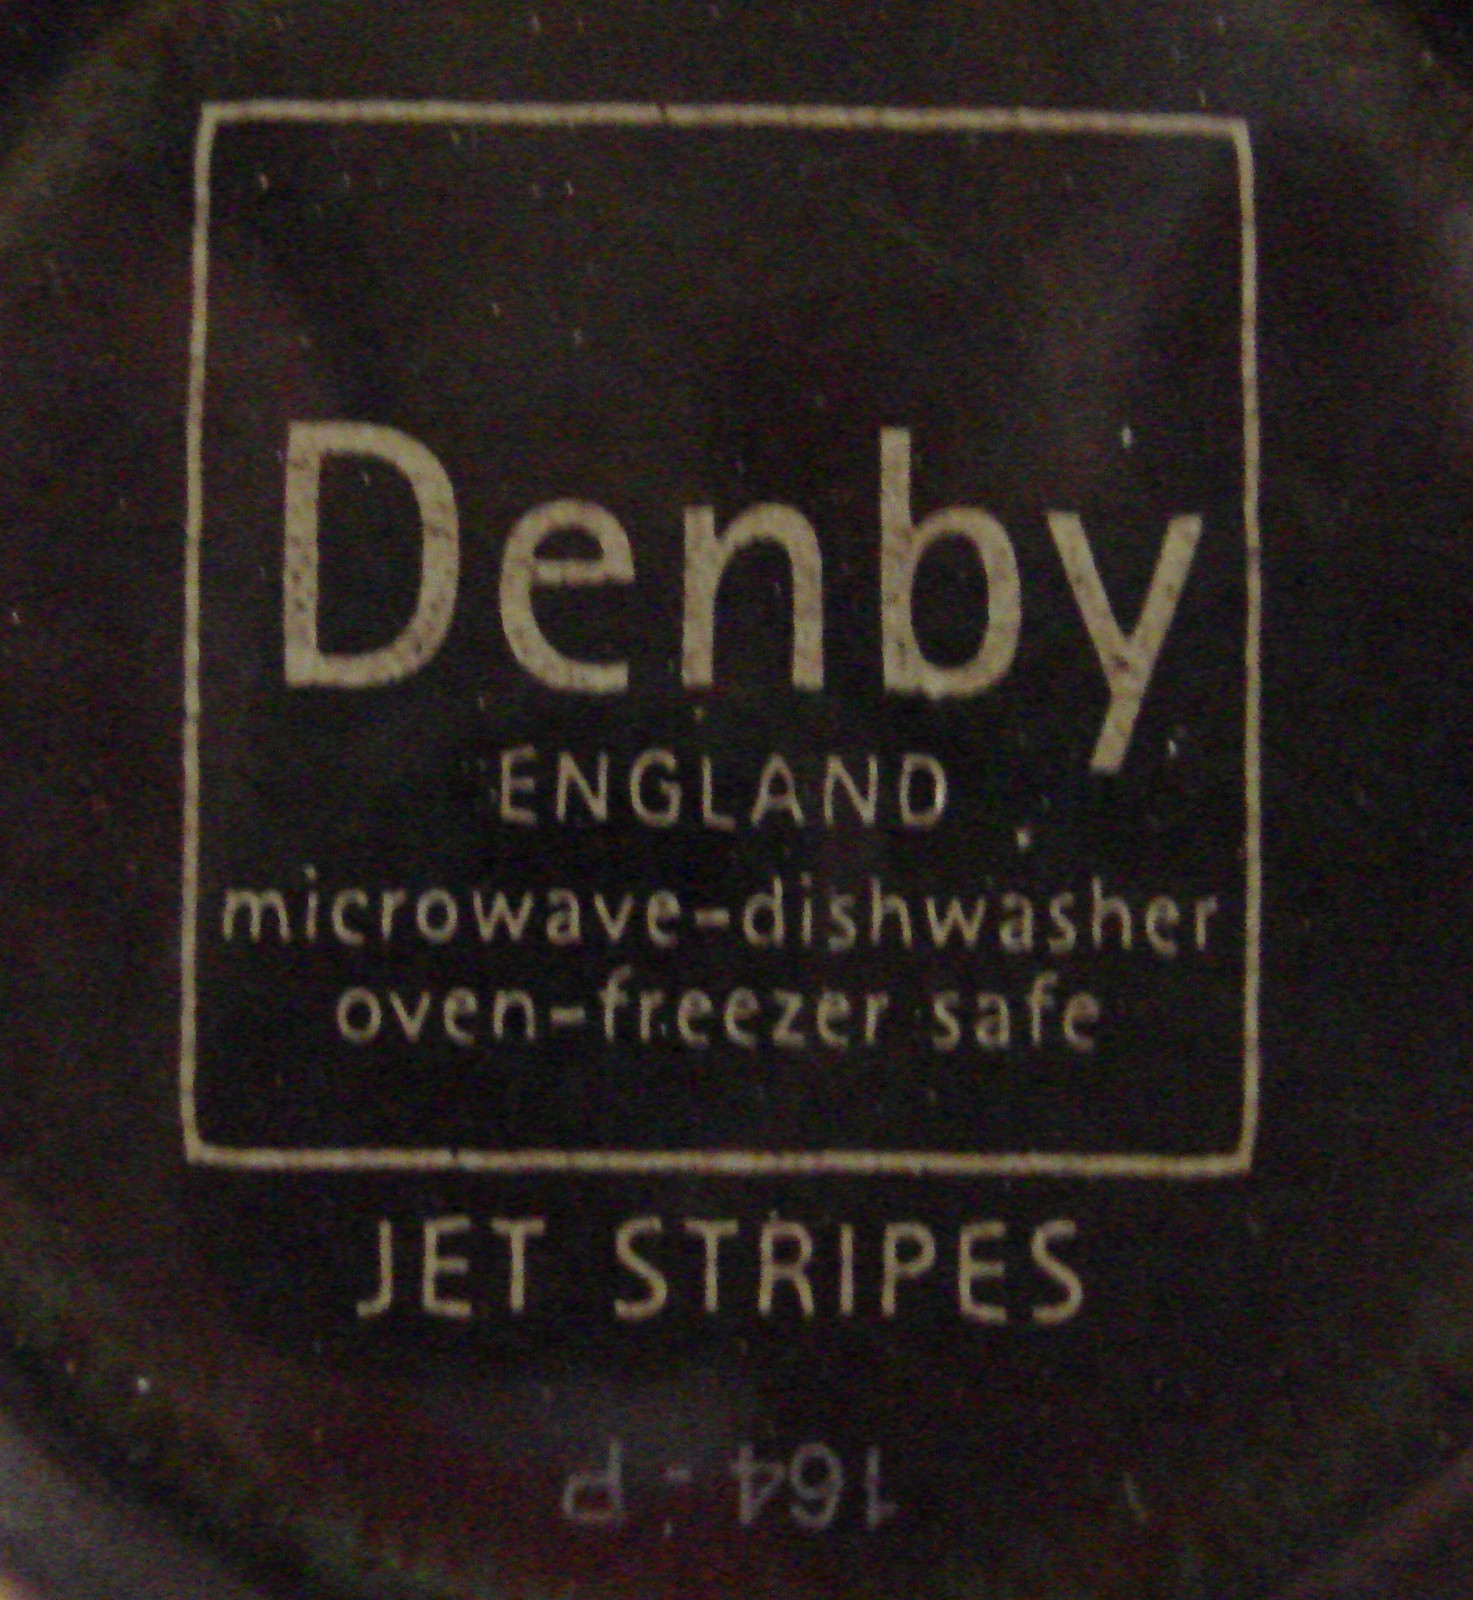 Denby
ENGLAND
microwave-dishwasher
oven-freezer safe
JET STRIPES
164 - P